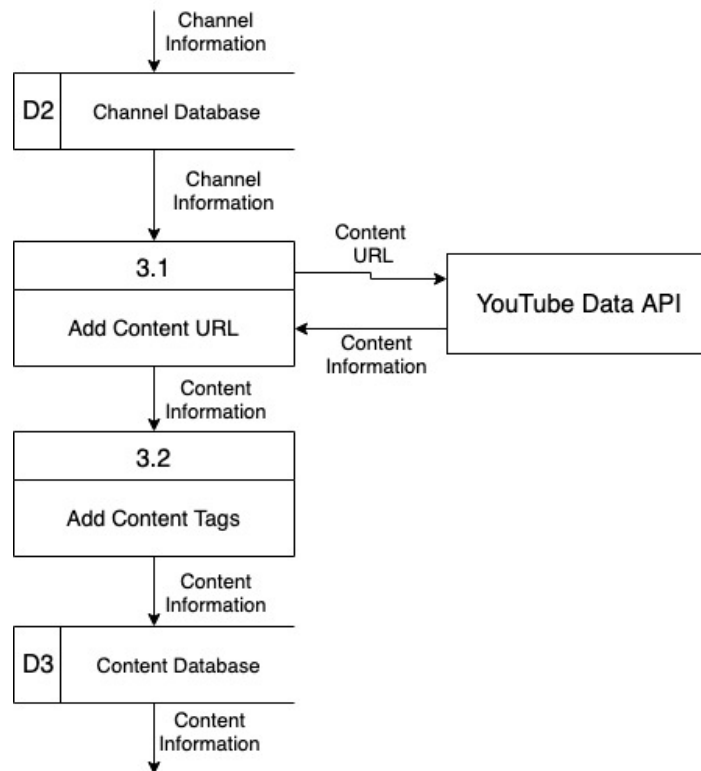 Channel
Information
D2
Channel Database
Channel
Information
3.1
Content
URL
Add Content URL
YouTube Data API
Content
Information
Content
Information
3.2
Add Content Tags
Content
Information
D3
Content Database
Content
Information